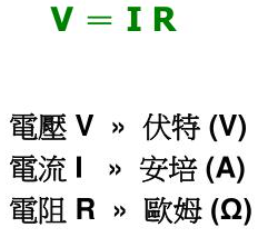 V = I R
電壓 V » 伏特 (V)
電流 I » 安培 (A)
電阻 R » 歐姆 (Ω)